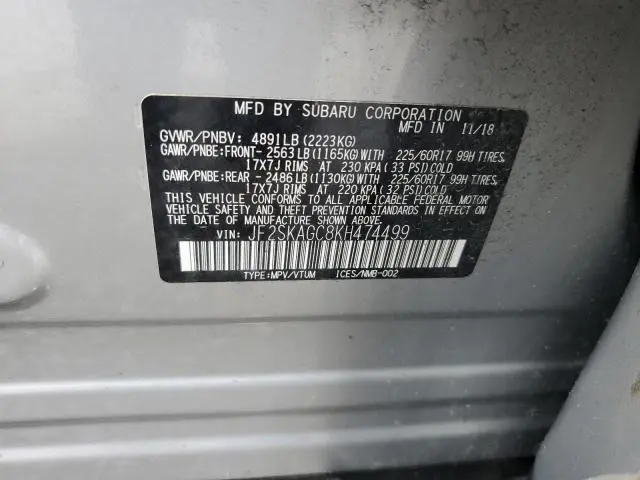 MFD BY SUBARU CORPORATION
MFD IN 11/18
GVWR/PNBV: 4891LB (2223KG)
GAWR/PNBE:FRONT- 2563LB(1165KG)WITH 225/60R17 99H TIRES,
17X7J RIMS AT 230 KPA (33 PSI) COLD
GAWR/PNBE:REAR - 2486LB(1130KG)WITH 225/60R17 99H TIRES,
17X7J RIMS AT 220 KPA (32 PSI) COLD
THIS VEHICLE CONFORMS TO ALL APPLICABLE FEDERAL MOTOR
VEHICLE SAFETY AND BUMPER STANDARDS IN EFFECT ON
THE DATE OF MANUFACTURE SHOWN ABOVE.
VIN: JF2SKAGC8KH474499
TYPE:MPV/VTUM ICES/NMB-002